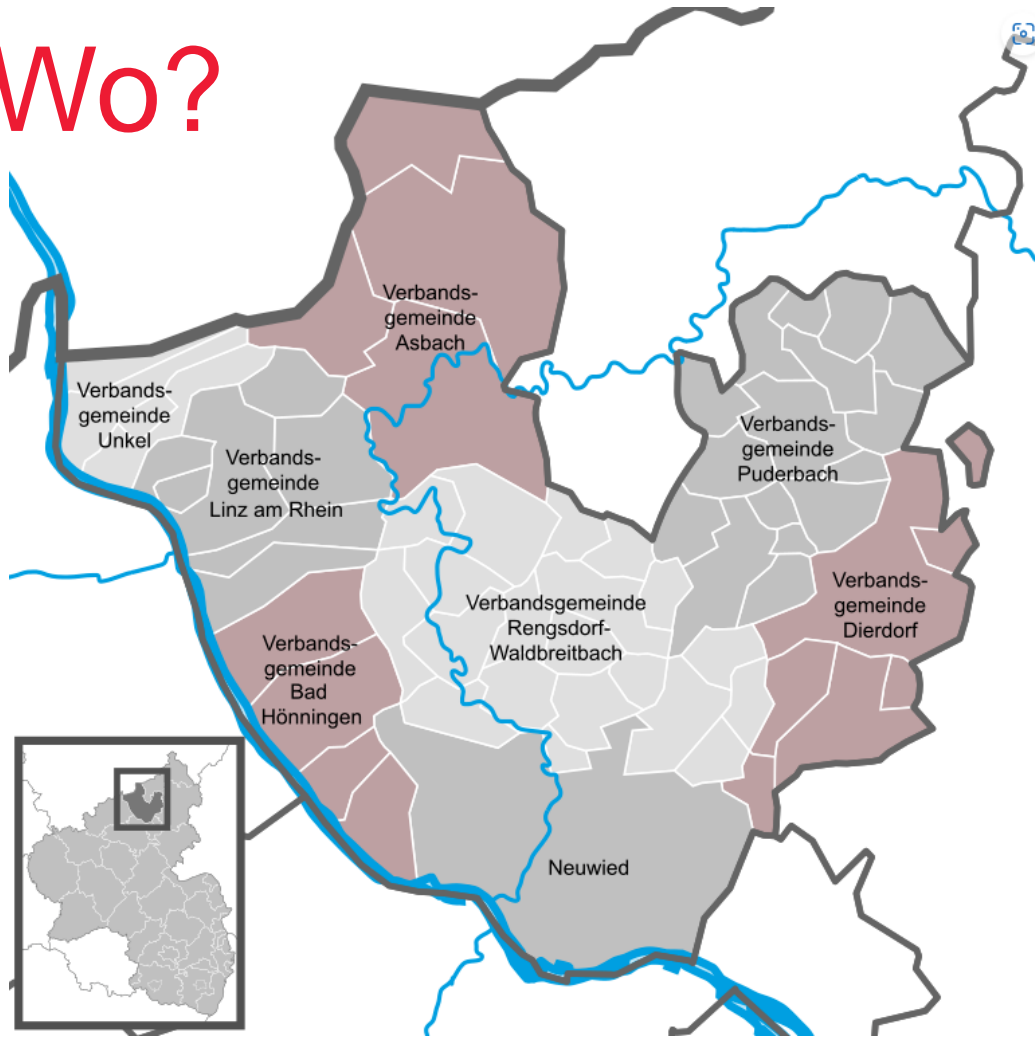 Wo?
Verbands-
gemeinde
Asbach
Verbands-
gemeinde
Unkel
Verbands-
gemeinde
Linz am Rhein
Verbands-
gemeinde
Puderbach
Verbandsgemeinde
Rengsdorf-
Waldbreitbach
Verbands-
gemeinde
Dierdorf
Verbands-
gemeinde
Bad
Hönningen
Neuwied